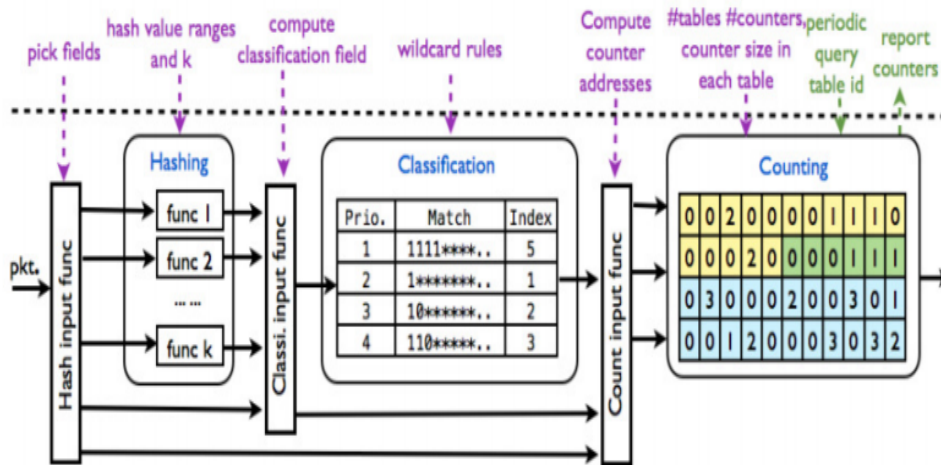 pick fields
hash value ranges
and k
compute
classification field
wildcard rules
Compute
counter
addresses
#tables #counters,
counter size in
each table
periodic
query
table id
report
counters
pkt.
Hash input func
Hashing
func 1
func 2
... ...
func k
Classi. input func
Classification
Prio. Match Index
1 1111****.. 5
2 1*******.. 1
3 10******.. 2
4 110*****.. 3
Count input func
Counting
0 0 2 0 0 0 0 1 1 1 0
0 0 0 2 0 0 0 0 1 1 1
0 3 0 0 0 2 0 0 3 0 1
0 0 1 2 0 0 0 3 0 3 2